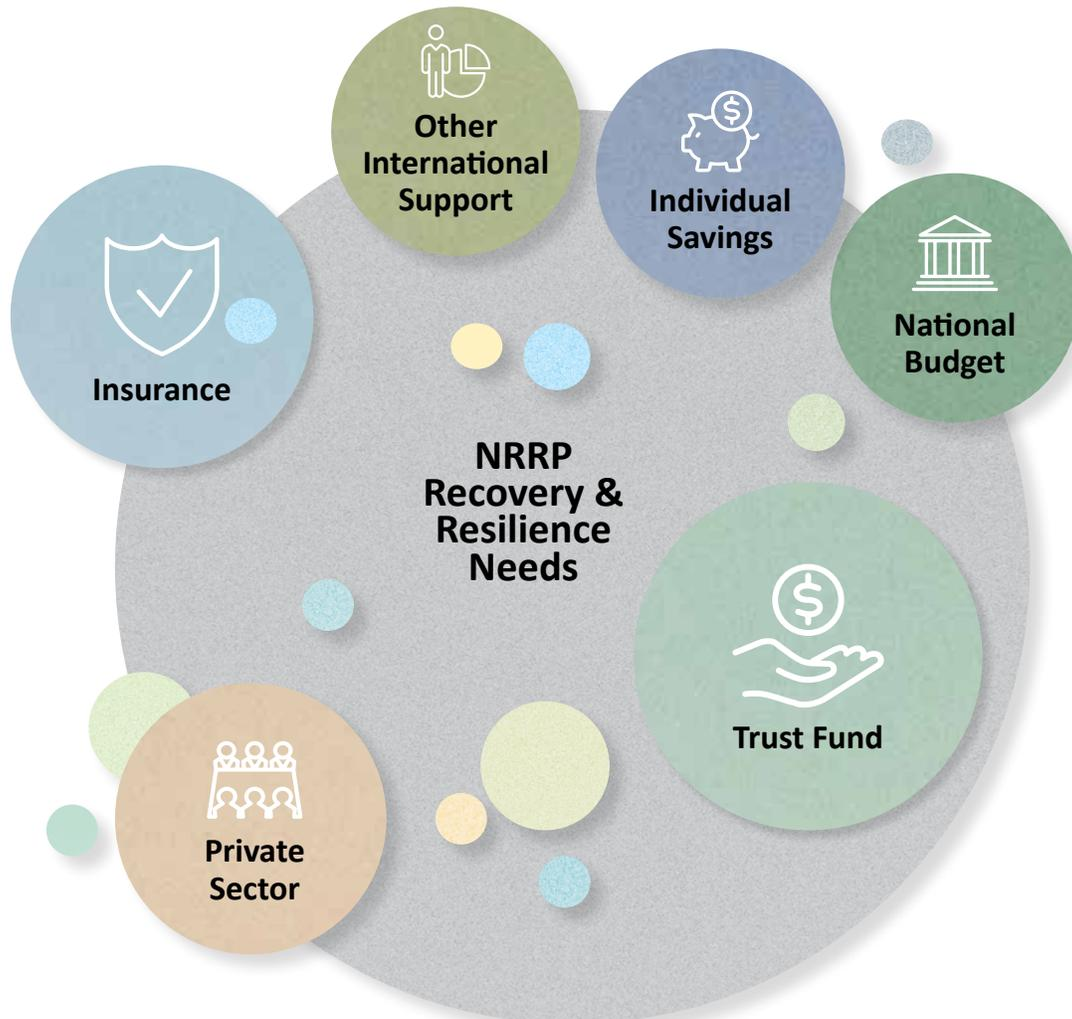 Other
International
Support
Individual
Savings
National
Budget
Insurance
NRRP
Recovery &
Resilience
Needs
Trust Fund
Private
Sector